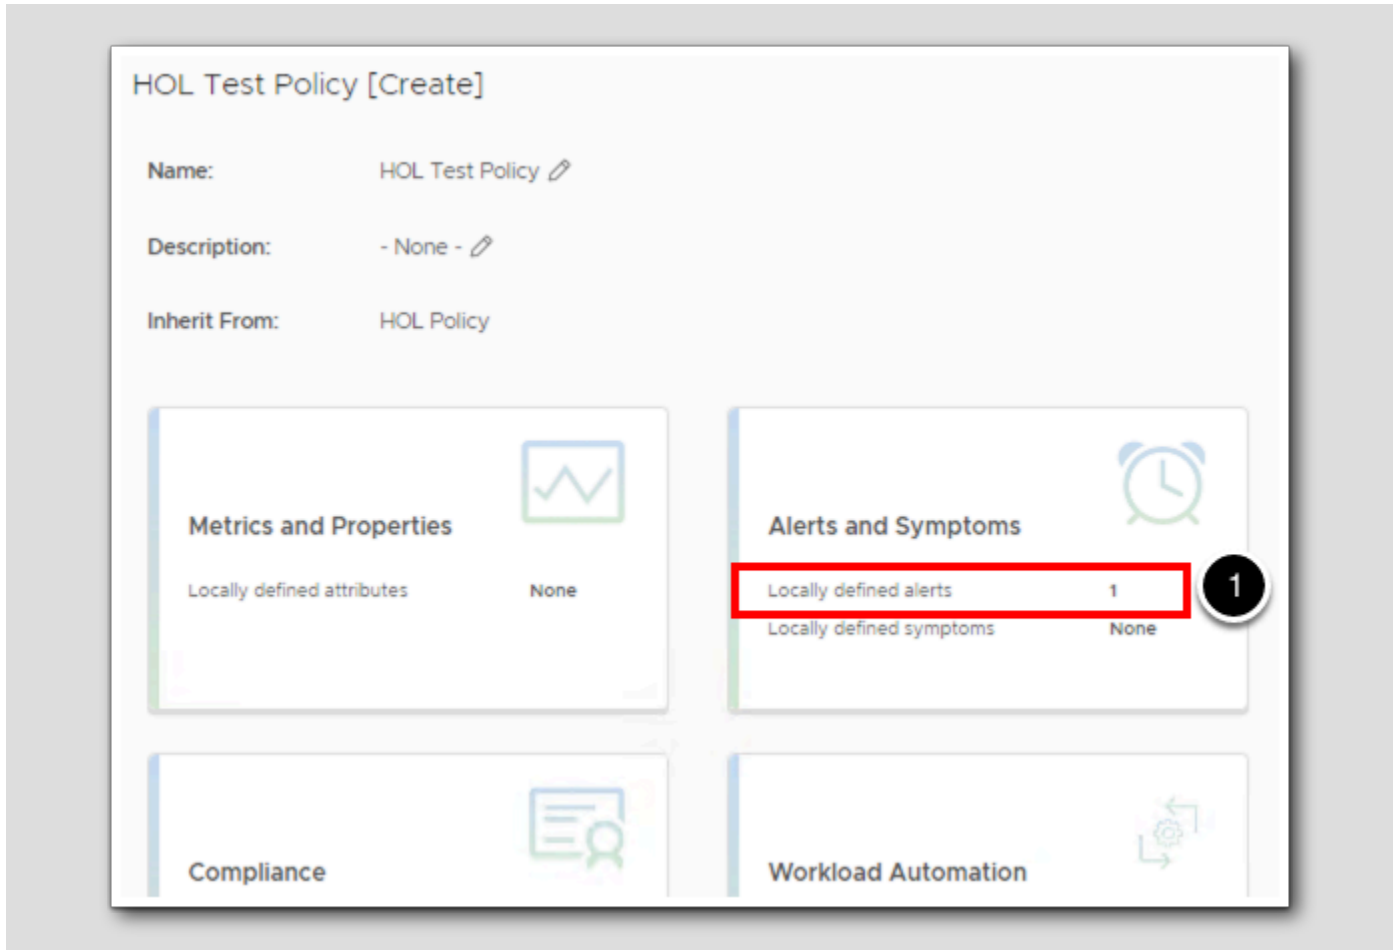 HOL Test Policy [Create]
Name: HOL Test Policy
Description: - None -
Inherit From: HOL Policy
Metrics and Properties
Locally defined attributes None
Alerts and Symptoms
Locally defined alerts 1
1
Locally defined symptoms None
Compliance
Workload Automation